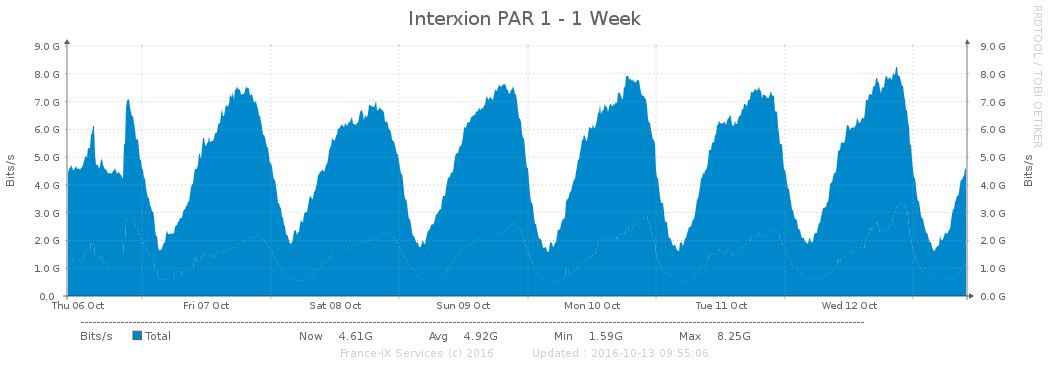 Interxion PAR 1 - 1 Week
RRDTOOL / TOBI OETIKER
9.0 G 9.0 G
8.0 G 8.0 G
7.0 G 7.0 G
6.0 G 6.0 G
5.0 G 5.0 G
4.0 G 4.0 G
3.0 G 3.0 G
2.0 G 2.0 G
1.0 G 1.0 G
0.0 0.0 G
Bits/s Bits/s
Thu 06 Oct Fri 07 Oct Sat 08 Oct Sun 09 Oct Mon 10 Oct Tue 11 Oct Wed 12 Oct
Bits/s Total Now 4.61G Avg 4.92G Min 1.59G Max 8.25G
France-IX Services (c) 2016 Updated : 2016-10-13 09:55:06